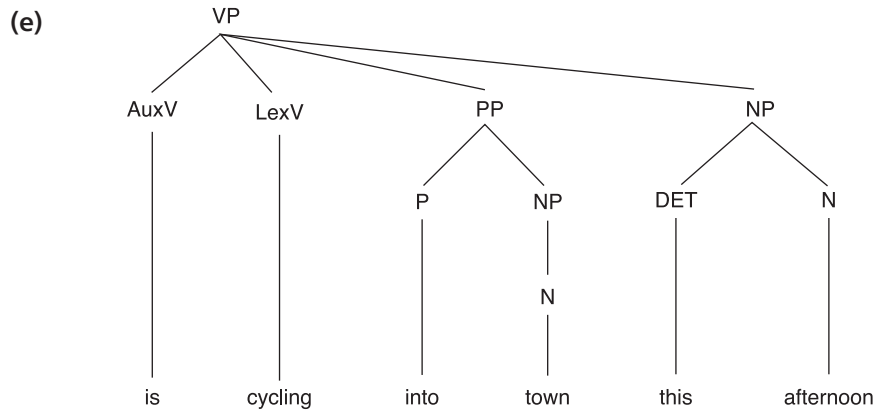 (e)
VP
AuxV LexV PP NP
P NP DET N
N
is cycling into town this afternoon